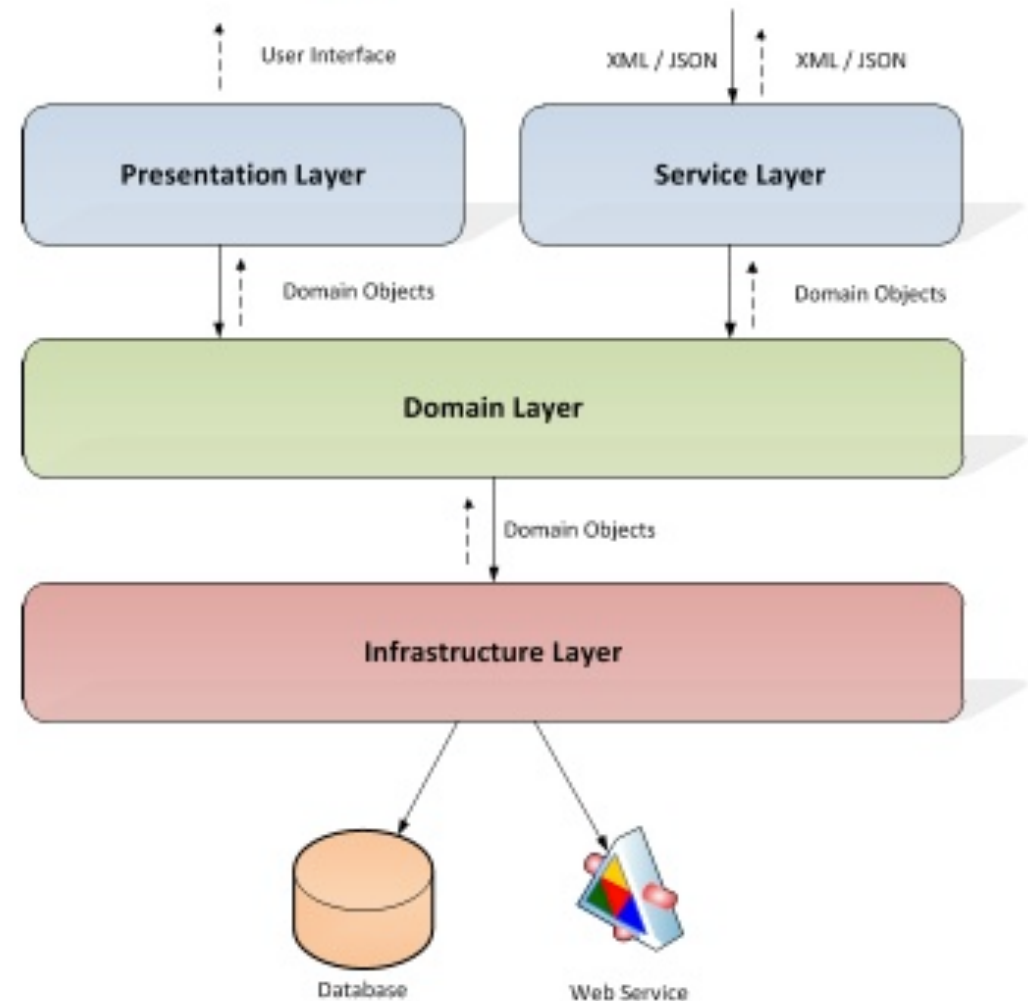 User Interface
XML / JSON
XML / JSON
Presentation Layer
Service Layer
Domain Objects
Domain Objects
Domain Layer
Domain Objects
Infrastructure Layer
Database
Web Service